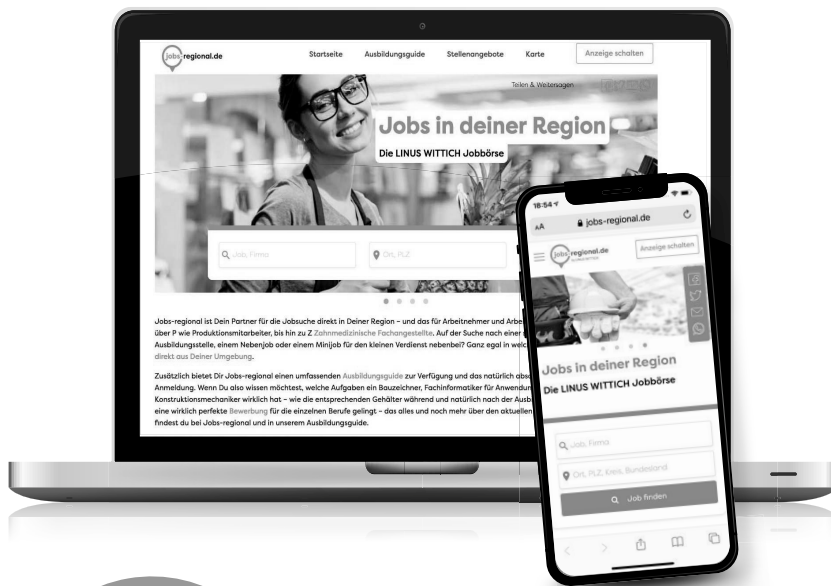 jobs-regional.de
Startseite Ausbildungsguide Stellenangebote Karte Anzeige schalten
Teilen & Weitersagen
Jobs in deiner Region
Die LINUS WITTICH Jobbörse
Job, Firma
Ort, PLZ
Jobs-regional ist Dein Partner für die Jobsuche direkt in Deiner Region – und das für Arbeitnehmer und
über P wie Produktionsmitarbeiter, bis hin zu Z Zahnmedizinische Fachangestellte. Auf der Suche nach einer
Ausbildungsstelle, einem Nebenjob oder einem Minijob für den kleinen Verdienst nebenbei? Ganz egal in
direkt aus Deiner Umgebung.
Zusätzlich bietet Dir Jobs-regional einen umfassenden Ausbildungsguide zur Verfügung und das natürlich
Anmeldung. Wenn Du also wissen möchtest, welche Aufgaben ein Bauzeichner, Fachinformatiker für
Konstruktionsmechaniker wirklich hat – wie die entsprechenden Gehälter während und natürlich nach der
eine wirklich perfekte Bewerbung für die einzelnen Berufe gelingt – das alles und noch mehr über den aktuellen
findest du bei Jobs-regional und in unserem Ausbildungsguide.
18:54
AA jobs-regional.de
jobs-regional.de Anzeige schalten
Jobs in deiner Region
Die LINUS WITTICH Jobbörse
Job, Firma
Ort, PLZ, Kreis, Bundesland
Job finden